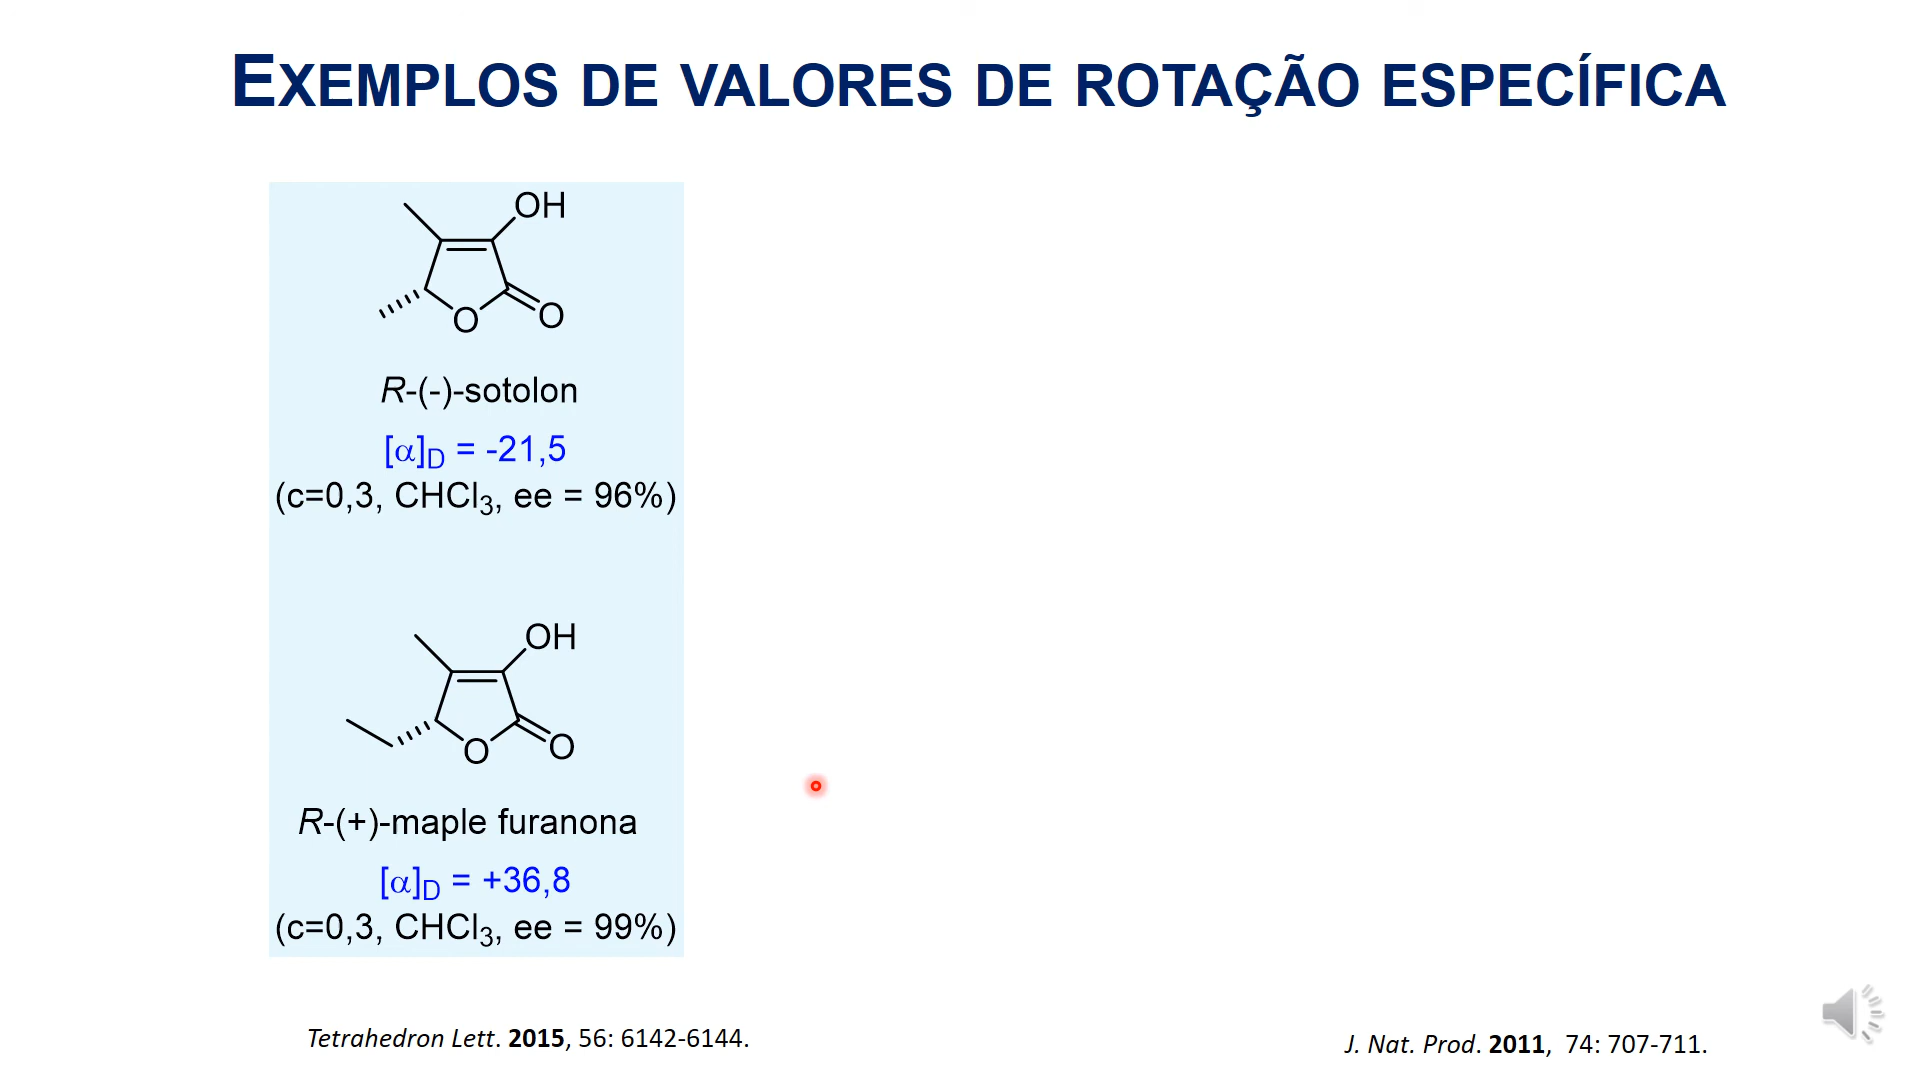 EXEMPLOS DE VALORES DE ROTAÇÃO ESPECÍFICA
OH
O
O
R-(-)-sotolon
[α]D = -21,5
(c=0,3, CHCl3, ee = 96%)
OH
O
O
R-(+)-maple furanona
[α]D = +36,8
(c=0,3, CHCl3, ee = 99%)
Tetrahedron Lett. 2015, 56: 6142-6144.
J. Nat. Prod. 2011, 74: 707-711.